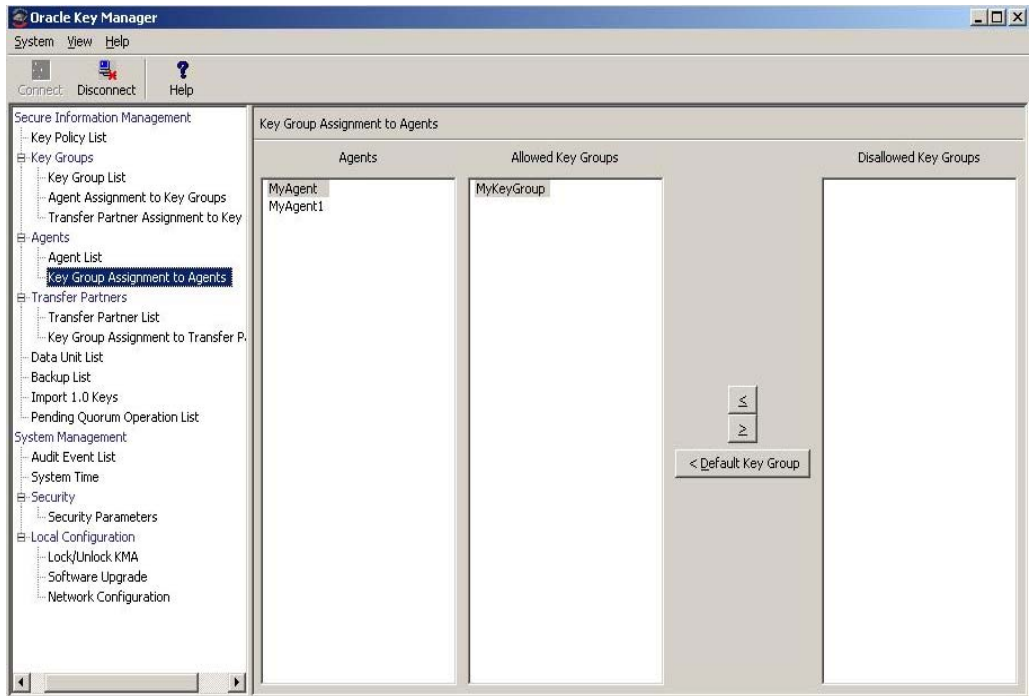 Oracle Key Manager
System View Help
Connect Disconnect Help
Secure Information Management
Key Policy List
Key Groups
Key Group List
Agent Assignment to Key Groups
Transfer Partner Assignment to Key
Agents
Agent List
Key Group Assignment to Agents
Transfer Partners
Transfer Partner List
Key Group Assignment to Transfer P
Data Unit List
Backup List
Import 1.0 Keys
Pending Quorum Operation List
System Management
Audit Event List
System Time
Security
Security Parameters
Local Configuration
Lock/Unlock KMA
Software Upgrade
Network Configuration
Key Group Assignment to Agents
Agents Allowed Key Groups Disallowed Key Groups
MyAgent MyKeyGroup
MyAgent1
<
>
< Default Key Group